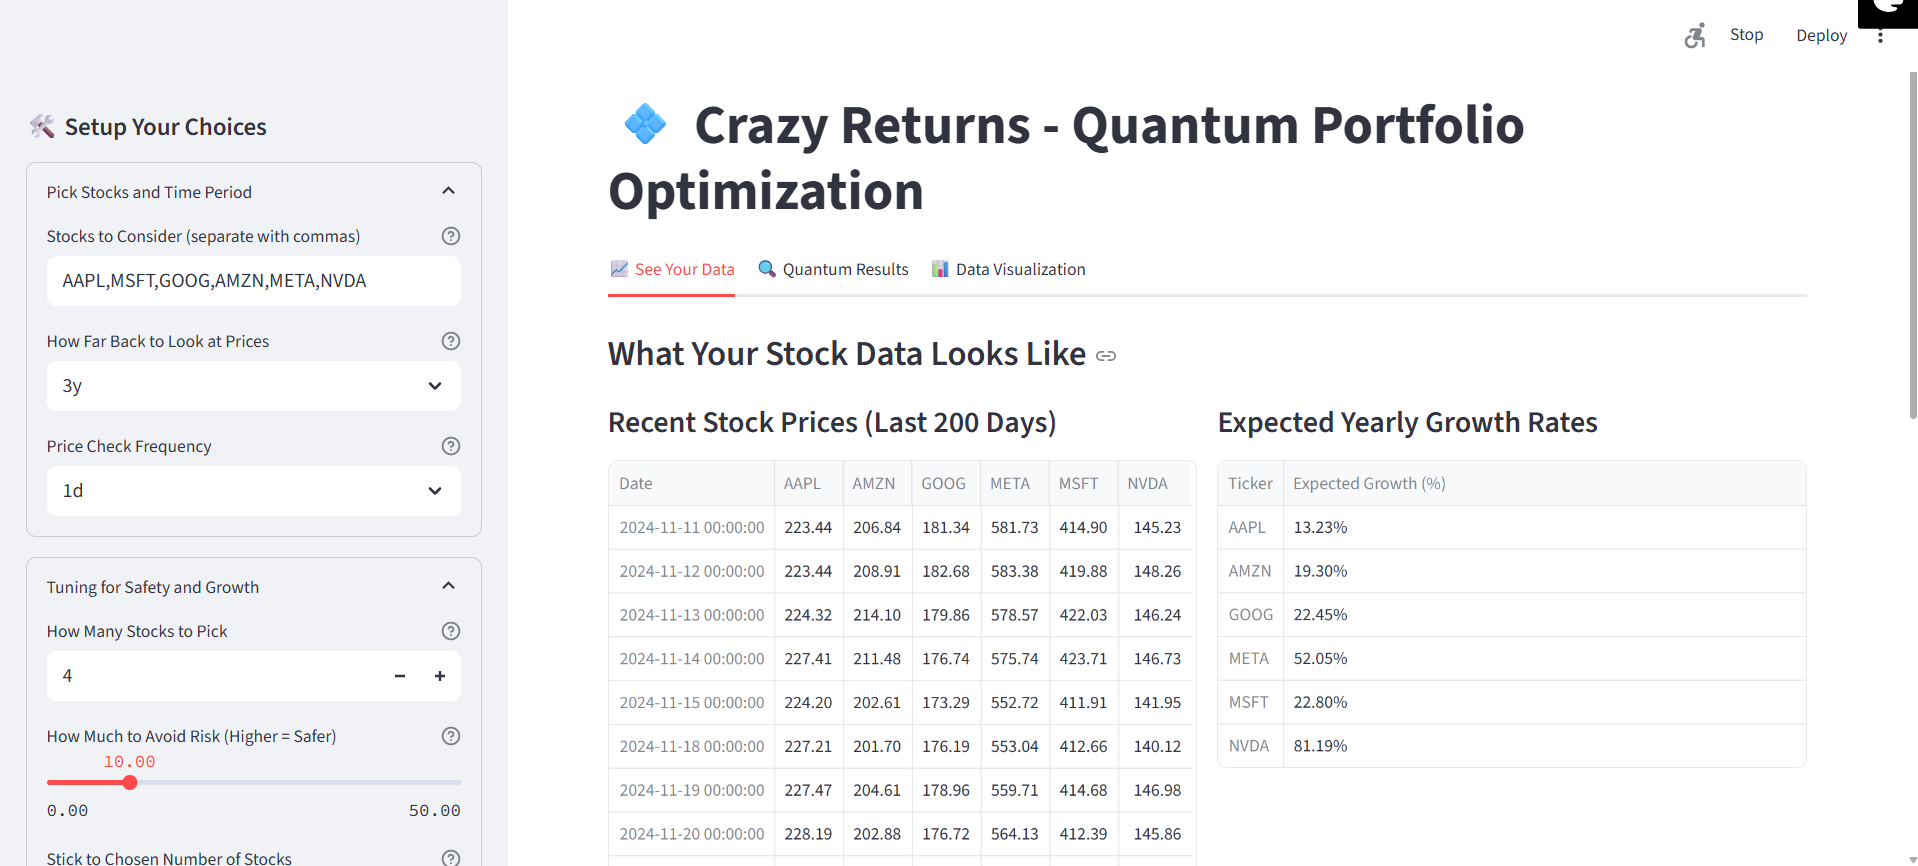 Stop
Deploy
Setup Your Choices
Pick Stocks and Time Period
Stocks to Consider (separate with commas)
AAPL,MSFT,GOOG,AMZN,META,NVDA
How Far Back to Look at Prices
3y
Price Check Frequency
1d
Tuning for Safety and Growth
How Many Stocks to Pick
4
How Much to Avoid Risk (Higher = Safer)
10.00
0.00 50.00
Stick to Chosen Number of Stocks
Crazy Returns - Quantum Portfolio
Optimization
See Your Data Quantum Results Data Visualization
What Your Stock Data Looks Like
Recent Stock Prices (Last 200 Days)
Date AAPL AMZN GOOG META MSFT NVDA
2024-11-11 00:00:00 223.44 206.84 181.34 581.73 414.90 145.23
2024-11-12 00:00:00 223.44 208.91 182.68 583.38 419.88 148.26
2024-11-13 00:00:00 224.32 214.10 179.86 578.57 422.03 146.24
2024-11-14 00:00:00 227.41 211.48 176.74 575.74 423.71 146.73
2024-11-15 00:00:00 224.20 202.61 173.29 552.72 411.91 141.95
2024-11-18 00:00:00 227.21 201.70 176.19 553.04 412.66 140.12
2024-11-19 00:00:00 227.47 204.61 178.96 559.71 414.68 146.98
2024-11-20 00:00:00 228.19 202.88 176.72 564.13 412.39 145.86
Expected Yearly Growth Rates
Ticker Expected Growth (%)
AAPL 13.23%
AMZN 19.30%
GOOG 22.45%
META 52.05%
MSFT 22.80%
NVDA 81.19%